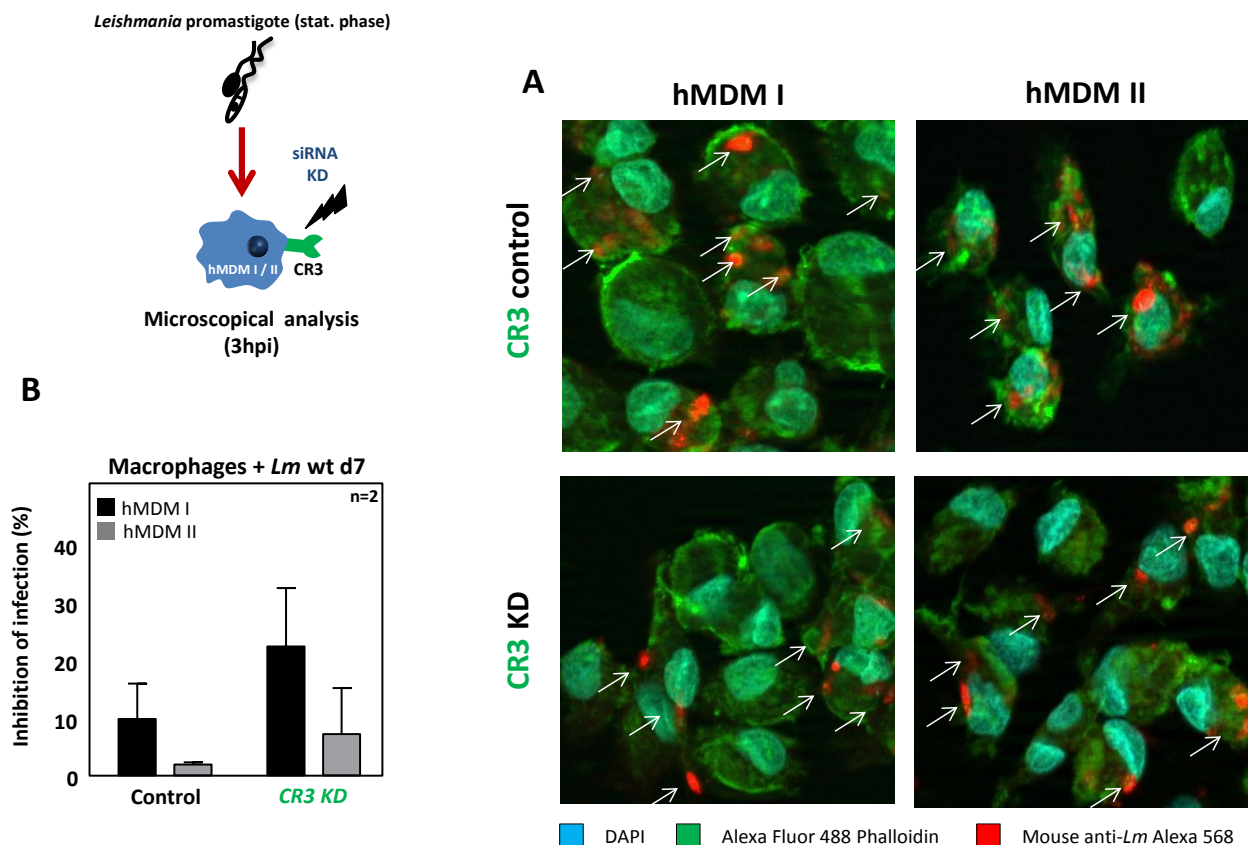 Leishmania promastigote (stat. phase)
siRNA
KD
hMDM I / II
CR3
Microscopical analysis
(3hpi)
A
hMDM I
hMDM II
CR3 control
CR3 KD
DAPI
Alexa Fluor 488 Phalloidin
Mouse anti-Lm Alexa 568
B
Macrophages + Lm wt d7
n=2
hMDM I
hMDM II
Inhibition of infection (%)
40
30
20
10
0
Control
CR3 KD